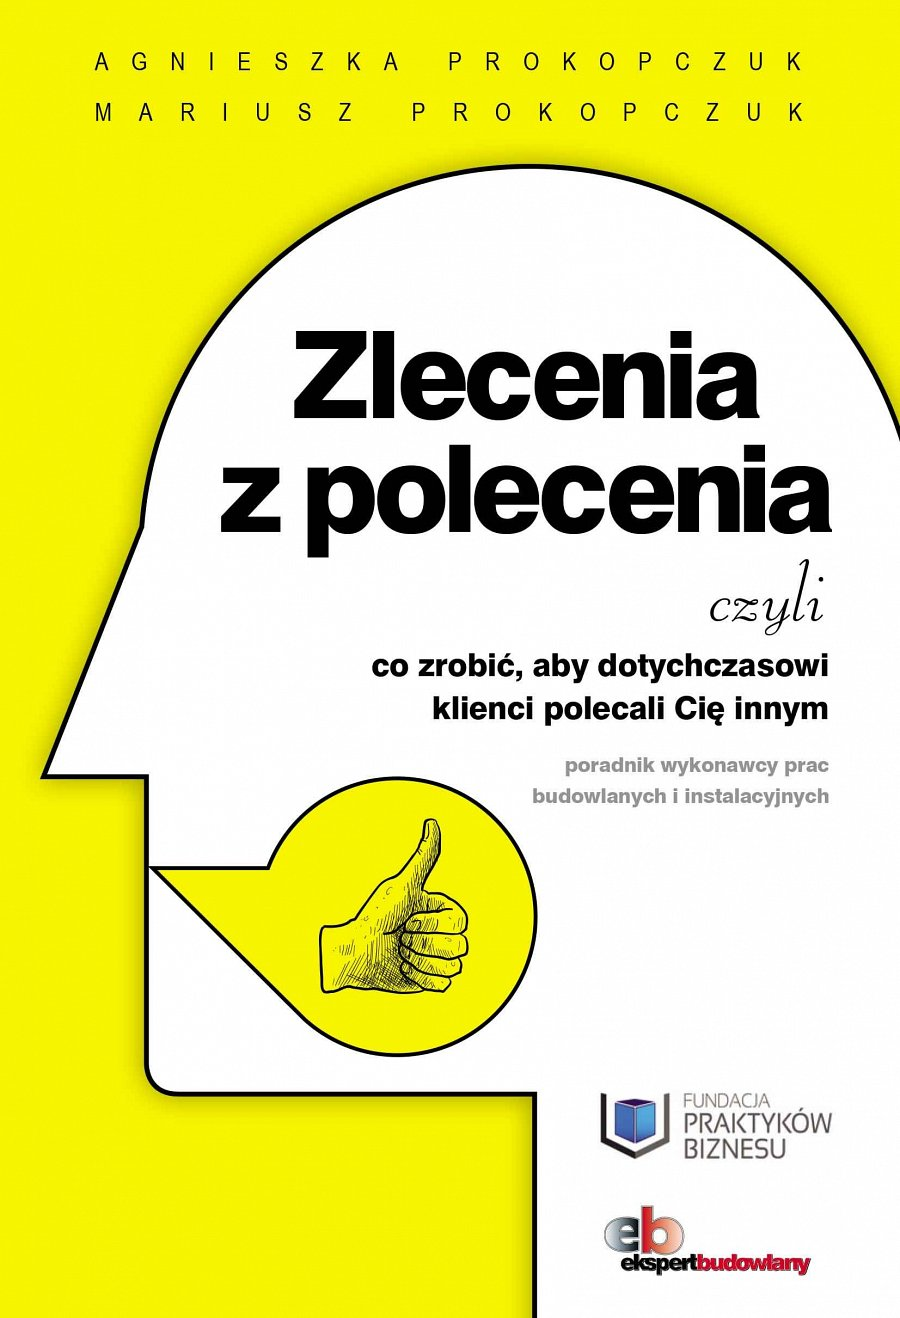 AGNIESZKA PROKOPCZUK
MARIUSZ PROKOPCZUK
Zlecenia
z polecenia
czyli
co zrobić, aby dotychczasowi
klienci polecali Cię innym
poradnik wykonawcy prac
budowlanych i instalacyjnych
FUNDACJA
PRAKTYKÓW
BIZNESU
eb
ekspertbudowlany